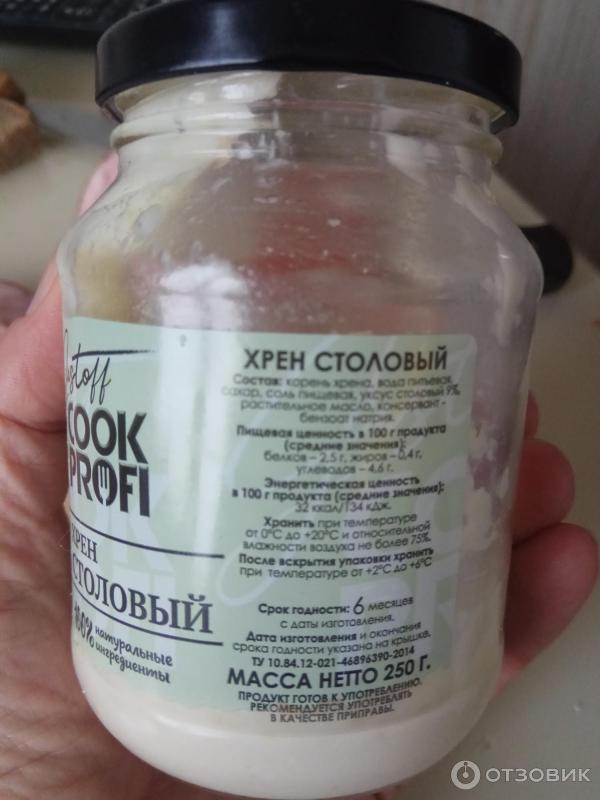 COOK
PROFI
ХРЕН
СТОЛОВЫЙ
100% натуральные
ингредиенты
ХРЕН СТОЛОВЫЙ
Состав: корень хрена, вода питьевая,
сахар, соль пищевая, уксус столовый 9%,
растительное масло, консервант -
бензоат натрия.
Пищевая ценность в 100 г продукта
(средние значения):
белков – 2,5 г, жиров – 0,4 г,
углеводов – 4,6 г.
Энергетическая ценность
в 100 г продукта (средние значения):
32 ккал/134 кДж.
Хранить при температуре
от 0°С до +20°С и относительной
влажности воздуха не более 75%.
После вскрытия упаковки хранить
при температуре от +2°С до +6°С
Срок годности: 6 месяцев
с даты изготовления.
Дата изготовления и окончания
срока годности указана на крышке.
ТУ 10.84.12-021-46896390-2014
МАССА НЕТТО 250 Г.
ПРОДУКТ ГОТОВ К УПОТРЕБЛЕНИЮ.
РЕКОМЕНДУЕТСЯ УПОТРЕБЛЯТЬ
В КАЧЕСТВЕ ПРИПРАВЫ.
ОТЗОВИК